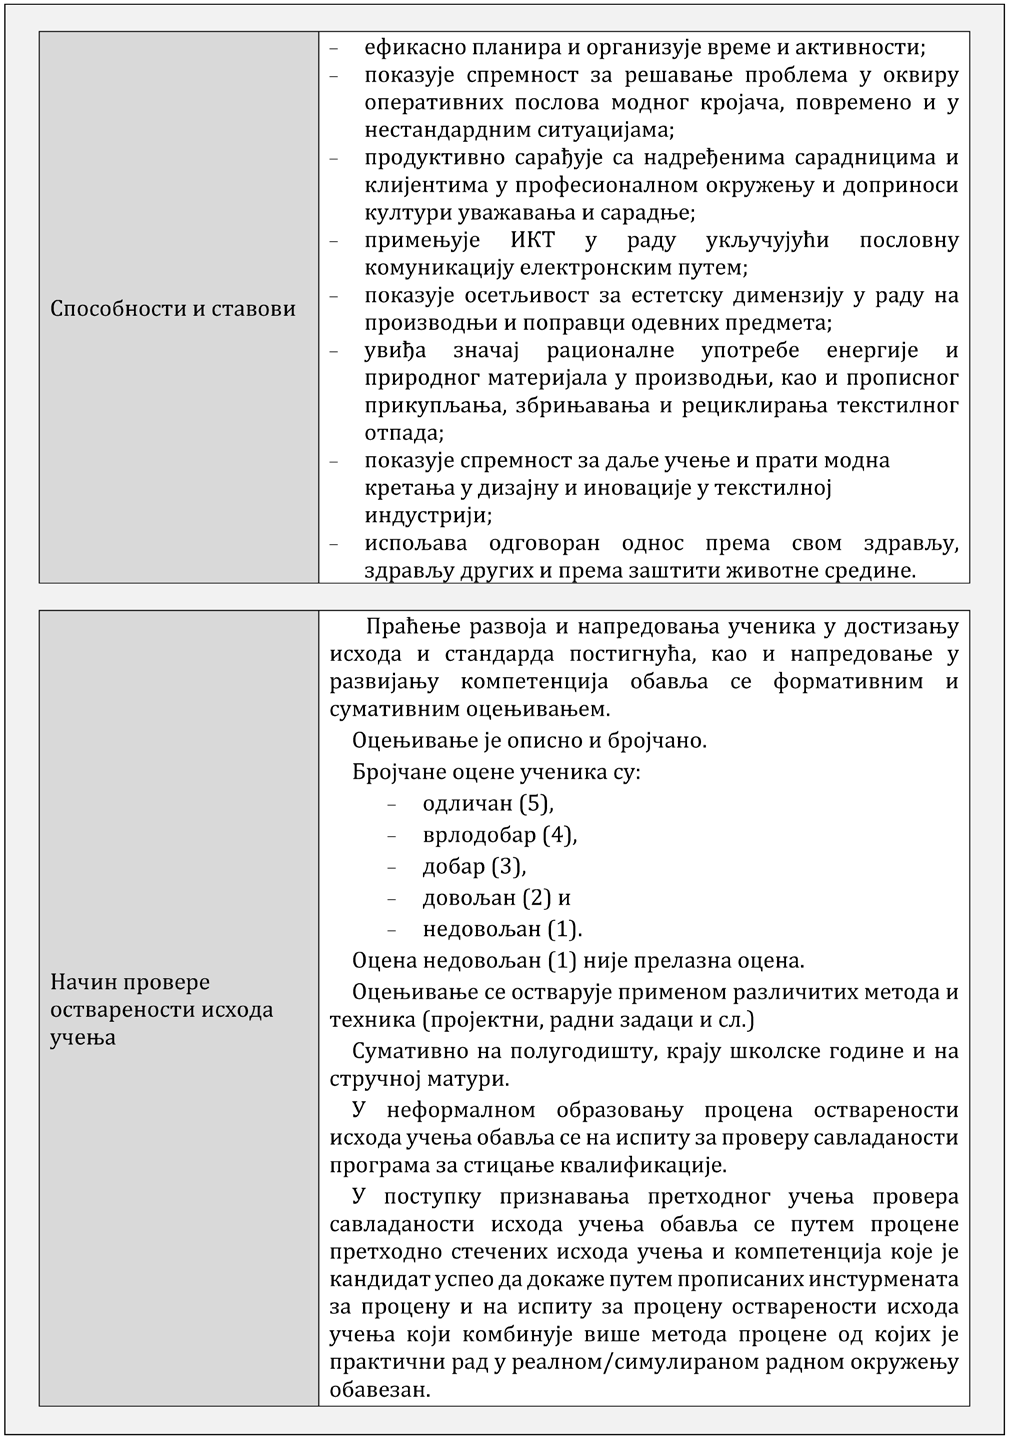 Способности и ставови
– ефикасно планира и организује време и активности;
– показује спремност за решавање проблема у оквиру
оперативних послова модног кројача, повремено и у
нестандардним ситуацијама;
– продуктивно сарађује са надређенима сарадницима и
клијентима у професионалном окружењу и доприноси
култури уважавања и сарадње;
– примењује ИКТ у раду укључујући пословну
комуникацију електронским путем;
– показује осетљивост за естетску димензију у раду на
производњи и поправци одевних предмета;
– увиђа значај рационалне употребе енергије и
природног материјала у производњи, као и прописног
прикупљања, збрињавања и рециклирања текстилног
отпада;
– показује спремност за даље учење и прати модна
кретања у дизајну и иновације у текстилној
индустрији;
– испољава одговоран однос према свом здрављу,
здрављу других и према заштити животне средине.
Начин провере
остварености исхода
учења
Праћење развоја и напредовања ученика у достизању
исхода и стандарда постигнућа, као и напредовање у
развијању компетенција обавља се формативним и
сумативним оцењивањем.
Оцењивање је описно и бројчано.
Бројчане оцене ученика су:
– одличан (5),
– врлодобар (4),
– добар (3),
– довољан (2) и
– недовољан (1).
Оцена недовољан (1) није прелазна оцена.
Оцењивање се остварује применом различитих метода и
техника (пројектни, радни задаци и сл.)
Сумативно на полугодишту, крају школске године и на
стручној матури.
У неформалном образовању процена остварености
исхода учења обавља се на испиту за проверу савладаности
програма за стицање квалификације.
У поступку признавања претходног учења провера
савладаности исхода учења обавља се путем процене
претходно стечених исхода учења и компетенција које је
кандидат успео да докаже путем прописаних инстурмената
за процену и на испиту за процену остварености исхода
учења који комбинује више метода процене од којих је
практични рад у реалном/симулираном радном окружењу
обавезан.